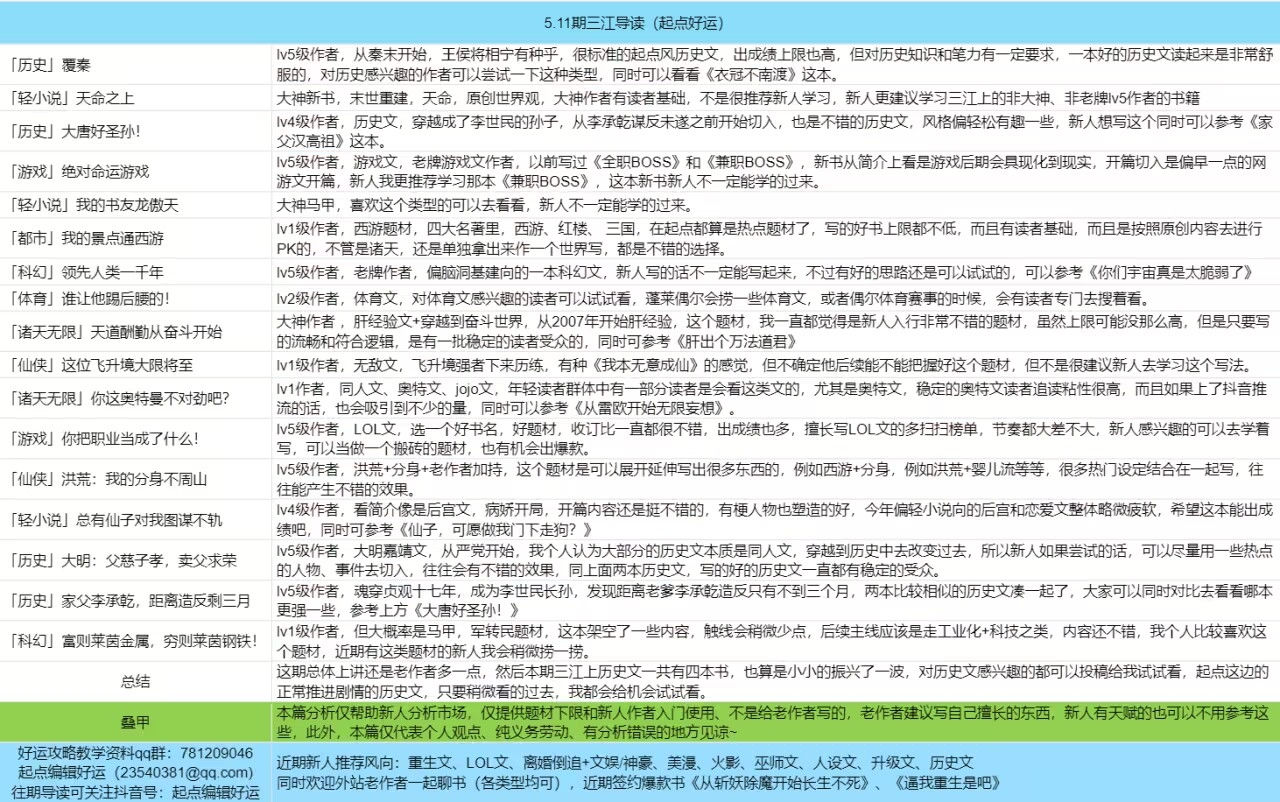 5.11期三江导读（起点好运）
「历史」覆秦
lv5级作者，从秦末开始，王侯将相宁有种乎，很标准的起点风历史文，出成绩上限也高，但对历史知识和笔力有一定要求，一本好的历史文读起来是非常舒
服的，对历史感兴趣的作者可以尝试一下这种类型，同时可以看看《衣冠不南渡》这本。
「轻小说」天命之上
大神新书，末世重建，天命，原创世界观，大神作者有读者基础，不是很推荐新人学习，新人更建议学习三江上的非大神、非老牌lv5作者的书籍
「历史」大唐好圣孙！
lv4级作者，历史文，穿越成了李世民的孙子，从李承乾谋反未遂之前开始切入，也是不错的历史文，风格偏轻松有趣一些，新人想写这个同时可以参考《家
父汉高祖》这本。
「游戏」绝对命运游戏
lv5级作者，游戏文，老牌游戏文作者，以前写过《全职BOSS》和《兼职BOSS》，新书从简介上看是游戏后期会具现化到现实，开篇切入是偏早一点的网
游文开篇，新人我更推荐学习那本《兼职BOSS》，这本新书新人不一定能学的过来。
「轻小说」我的书友龙傲天
大神马甲，喜欢这个类型的可以去看看，新人不一定能学的过来。
「都市」我的景点通西游
lv1级作者，西游题材，四大名著里，西游、红楼、 三国，在起点都算是热点题材了，写的好书上限都不低，而且有读者基础，而且是按照原创内容去进行
PK的，不管是诸天，还是单独拿出来作一个世界写，都是不错的选择。
「科幻」领先人类一千年
lv5级作者，老牌作者，偏脑洞基建向的一本科幻文，新人写的话不一定能写起来，不过有好的思路还是可以试试的，可以参考《你们宇宙真是太脆弱了》
「体育」谁让他踢后腰的！
lv2级作者，体育文，对体育文感兴趣的读者可以试试看，蓬莱偶尔会捞一些体育文，或者偶尔体育赛事的时候，会有读者专门去搜着看。
「诸天无限」天道酬勤从奋斗开始
大神作者 ，肝经验文+穿越到奋斗世界，从2007年开始肝经验，这个题材，我一直都觉得是新人入行非常不错的题材，虽然上限可能没那么高，但是只要写
的流畅和符合逻辑，是有一批稳定的读者受众的，同时可参考《肝出个万法道君》
「仙侠」这位飞升境大限将至
lv1级作者，无敌文，飞升境强者下来历练，有种《我本无意成仙》的感觉，但不确定他后续能不能把握好这个题材，但不是很建议新人去学习这个写法。
「诸天无限」你这奥特曼不对劲吧？
lv1作者，同人文、奥特文、jojo文，年轻读者群体中有一部分读者是会看这类文的，尤其是奥特文，稳定的奥特文读者追读粘性很高，而且如果上了抖音推
流的话，也会吸引到不少的量，同时可以参考《从雷欧开始无限妄想》。
「游戏」你把职业当成了什么！
lv5级作者，LOL文，选一个好书名，好题材，收订比一直都很不错，出成绩也多，擅长写LOL文的多扫扫榜单，节奏都大差不大，新人感兴趣的可以去学着
写，可以当做一个搬砖的题材，也有机会出爆款。
「仙侠」洪荒：我的分身不周山
lv5级作者，洪荒+分身+老作者加持，这个题材是可以展开延伸写出很多东西的，例如西游+分身，例如洪荒+婴儿流等等，很多热门设定结合在一起写，往
往能产生不错的效果。
「轻小说」总有仙子对我图谋不轨
lv4级作者，看简介像是后宫文，病娇开局，开篇内容还是挺不错的，有梗人物也塑造的好，今年偏轻小说向的后宫和恋爱文整体略微疲软，希望这本能出成
绩吧，同时可参考《仙子，可愿做我门下走狗？》
「历史」大明：父慈子孝，卖父求荣
lv5级作者，大明嘉靖文，从严党开始，我个人认为大部分的历史文本质是同人文，穿越到历史中去改变过去，所以新人如果尝试的话，可以尽量用一些热点
的人物、事件去切入，往往会有不错的效果，同上面两本历史文，写的好的历史文一直都有稳定的受众。
「历史」家父李承乾，距离造反剩三月
lv5级作者，魂穿贞观十七年，成为李世民长孙，发现距离老爹李承乾造反只有不到三个月，两本比较相似的历史文凑一起了，大家可以同时对比去看看哪本
更强一些，参考上方《大唐好圣孙！》
「科幻」富则莱茵金属，穷则莱茵钢铁！
lv1级作者，但大概率是马甲，军转民题材，这本架空了一些内容，触线会稍微少点，后续主线应该是走工业化+科技之类，内容还不错，我个人比较喜欢这
个题材，近期有这类题材的新人我会稍微捞一捞。
总结
这期总体上讲还是老作者多一点，然后本期三江上历史文一共有四本书，也算是小小的振兴了一波，对历史文感兴趣的都可以投稿给我试试看，起点这边的
正常推进剧情的历史文，只要稍微看的过去，我都会给机会试试看。
叠甲
本篇分析仅帮助新人分析市场，仅提供题材下限和新人作者入门使用、不是给老作者写的，老作者建议写自己擅长的东西，新人有天赋的也可以不用参考这
些，此外，本篇仅代表个人观点、纯义务劳动、有分析错误的地方见谅~
好运攻略教学资料qq群：781209046
起点编辑好运（23540381@qq.com）
往期导读可关注抖音号：起点编辑好运
近期新人推荐风向：重生文、LOL文、离婚倒追+文娱/神豪、美漫、火影、巫师文、人设文、升级文、历史文
同时欢迎外站老作者一起聊书（各类型均可），近期签约爆款书《从斩妖除魔开始长生不死》、《逼我重生是吧》